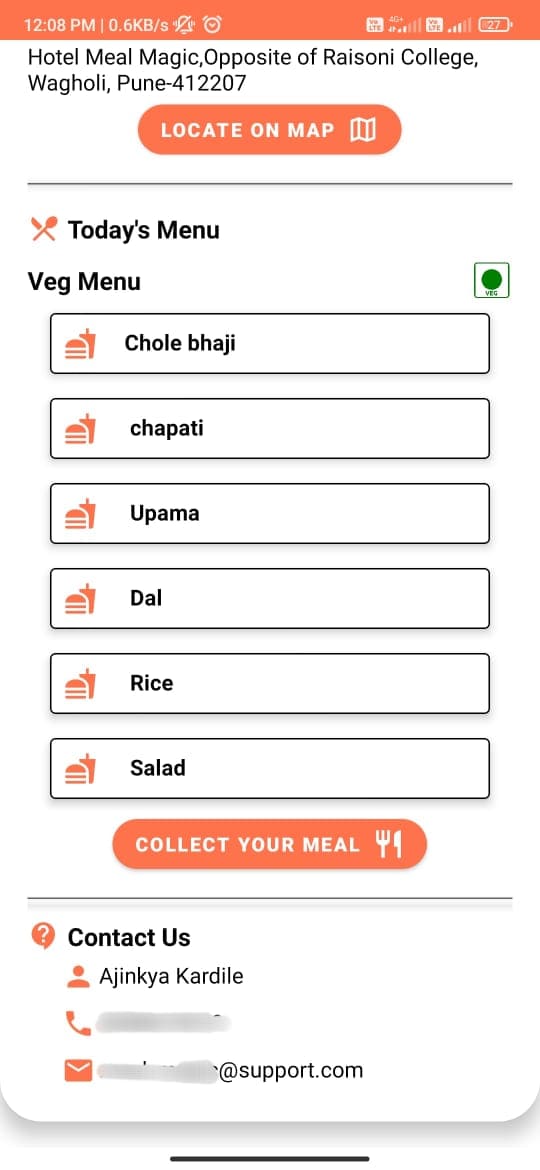 12:08 PM | 0.6KB/s
Vo LTE 4G+ Vo LTE 27
Hotel Meal Magic,Opposite of Raisoni College,
Wagholi, Pune-412207
LOCATE ON MAP
Today's Menu
Veg Menu
VEG
Chole bhaji
chapati
Upama
Dal
Rice
Salad
COLLECT YOUR MEAL
Contact Us
Ajinkya Kardile
@support.com